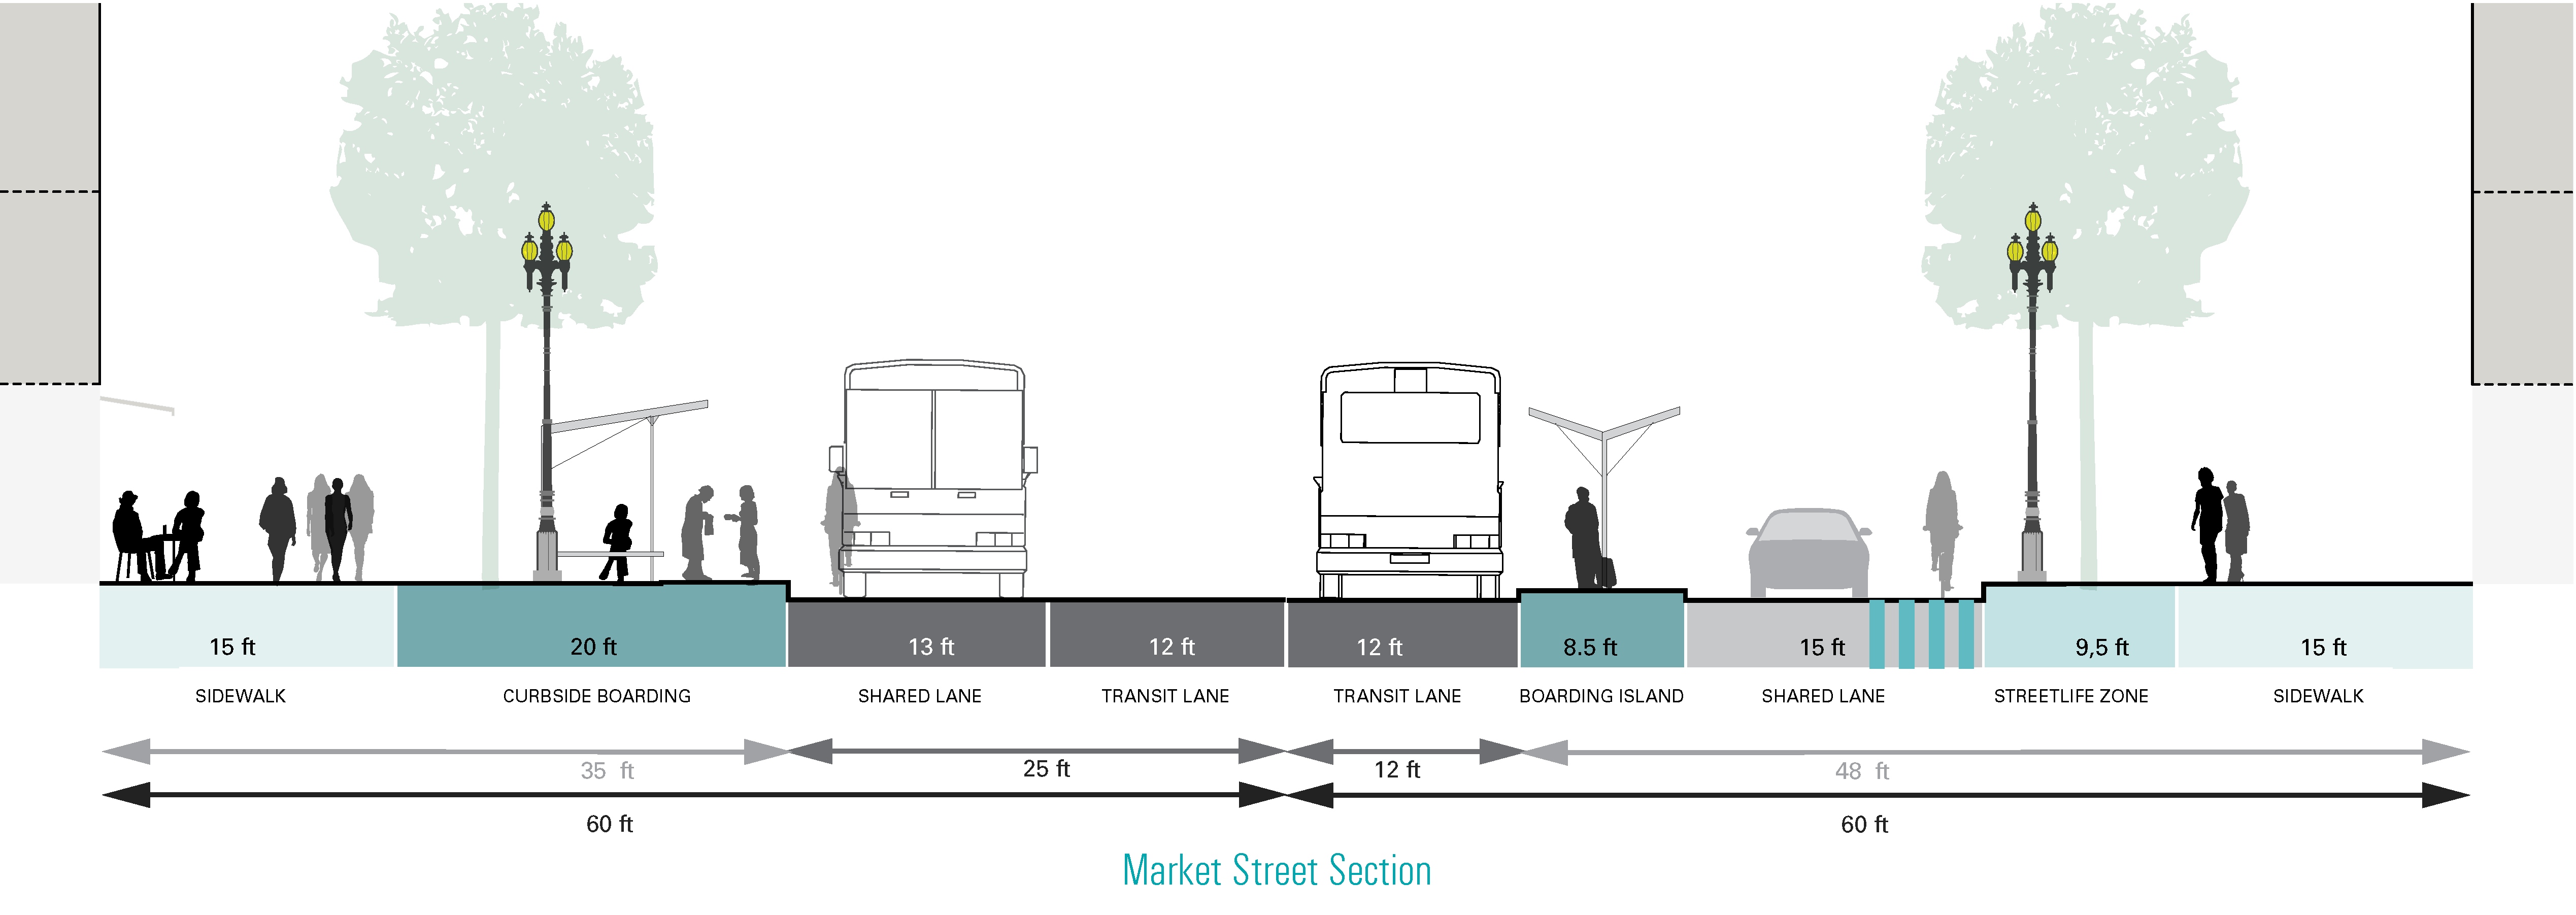 15 ft 20 ft 13 ft 12 ft 12 ft 8.5 ft 15 ft 9,5 ft 15 ft
SIDEWALK CURBSIDE BOARDING SHARED LANE TRANSIT LANE TRANSIT LANE BOARDING ISLAND SHARED LANE STREETLIFE ZONE SIDEWALK
35 ft 25 ft 12 ft 48 ft
60 ft 60 ft
Market Street Section